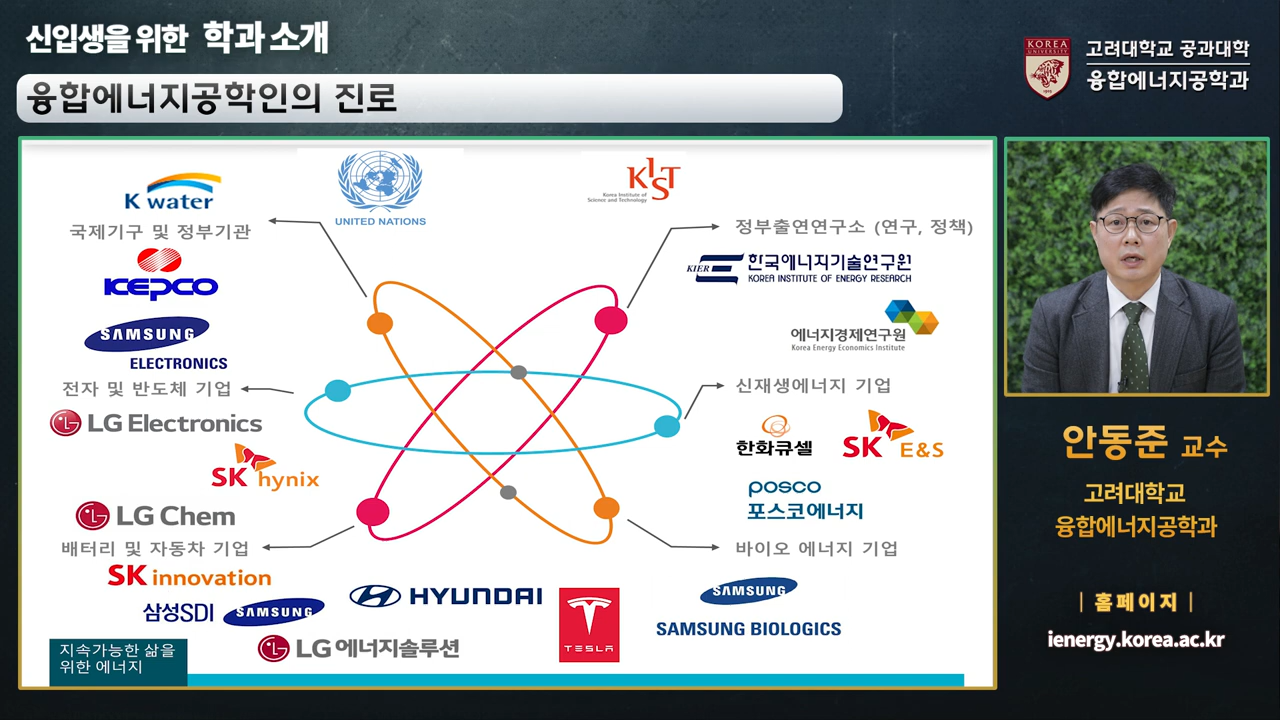 신입생을 위한 학과 소개
융합에너지공학인의 진로
KOREA
UNIVERSITY
고려대학교 공과대학
융합에너지공학과
K water
국제기구 및 정부기관
KEPCO
UNITED NATIONS
KIST
Korea Institute of
Science and Technology
정부출연연구소 (연구, 정책)
KIER 한국에너지기술연구원
KOREA INSTITUTE OF ENERGY RESEARCH
에너지경제연구원
Korea Energy Economics Institute
SAMSUNG
ELECTRONICS
전자 및 반도체 기업
LG Electronics
SK hynix
신재생에너지 기업
한화큐셀
SK E&S
posco
포스코에너지
LG Chem
배터리 및 자동차 기업
SK innovation
삼성SDI SAMSUNG
LG 에너지솔루션
HYUNDAI
TESLA
바이오 에너지 기업
SAMSUNG
SAMSUNG BIOLOGICS
지속가능한 삶을
위한 에너지
안동준 교수
고려대학교
융합에너지공학과
| 홈페이지 |
ienergy.korea.ac.kr